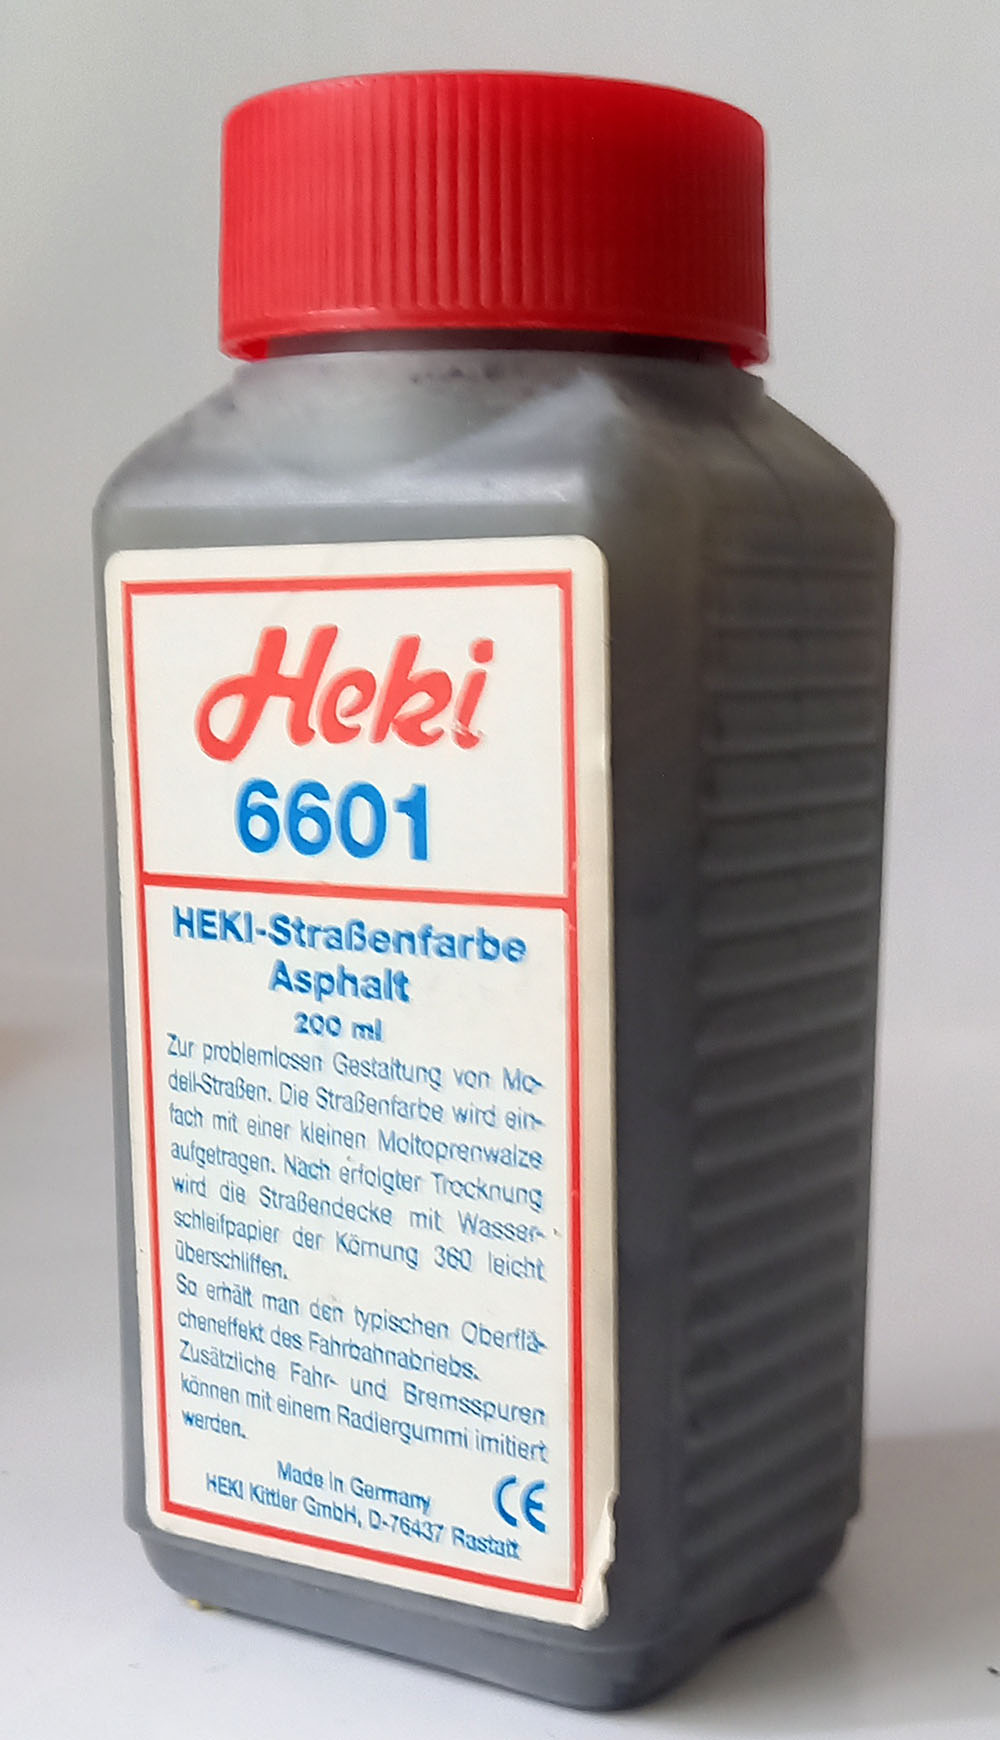 Heki
6601
HEKI-Straßenfarbe
Asphalt
200 ml
Zur problemlosen Gestaltung von Mo-
dell-Straßen. Die Straßenfarbe wird ein-
fach mit einer kleinen Moltoprenwalze
aufgetragen. Nach erfolgter Trocknung
wird die Straßendecke mit Wasser-
schleifpapier der Körnung 360 leicht
überschliffen.
So erhält man den typischen Oberflä-
cheneffekt des Fahrbahnabriebs.
Zusätzliche Fahr- und Bremsspuren
können mit einem Radiergummi imitiert
werden.
Made in Germany
HEKI Kittler GmbH, D-76437 Rastatt
CE